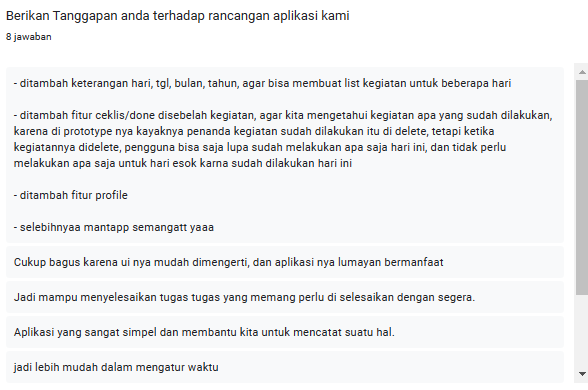 Berikan Tanggapan anda terhadap rancangan aplikasi kami
8 jawaban
- ditambah keterangan hari, tgl, bulan, tahun, agar bisa membuat list kegiatan untuk beberapa hari
- ditambah fitur ceklis/done disebelah kegiatan, agar kita mengetahui kegiatan apa yang sudah dilakukan,
karena di prototype nya kayaknya penanda kegiatan sudah dilakukan itu di delete, tetapi ketika
kegiatannya didelete, pengguna bisa saja lupa sudah melakukan apa saja hari ini, dan tidak perlu
melakukan apa saja untuk hari esok karna sudah dilakukan hari ini
- ditambah fitur profile
- selebihnyaa mantapp semangatt yaaa
Cukup bagus karena ui nya mudah dimengerti, dan aplikasi nya lumayan bermanfaat
Jadi mampu menyelesaikan tugas tugas yang memang perlu di selesaikan dengan segera.
Aplikasi yang sangat simpel dan membantu kita untuk mencatat suatu hal.
jadi lebih mudah dalam mengatur waktu